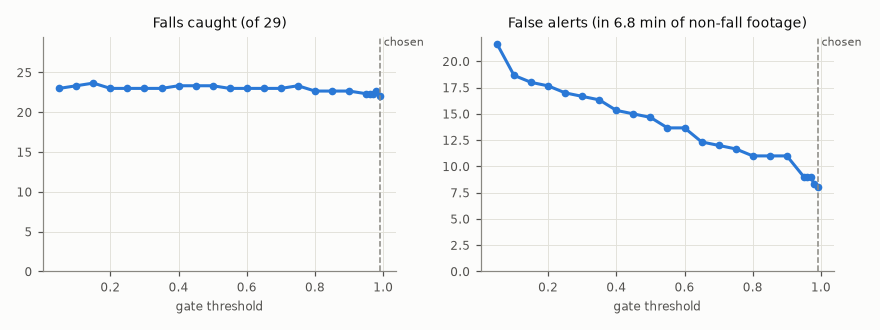 Falls caught (of 29)
chosen
25
20
15
10
5
0
0.2 0.4 0.6 0.8 1.0
gate threshold
False alerts (in 6.8 min of non-fall footage)
chosen
20.0
17.5
15.0
12.5
10.0
7.5
5.0
2.5
0.0
0.2 0.4 0.6 0.8 1.0
gate threshold